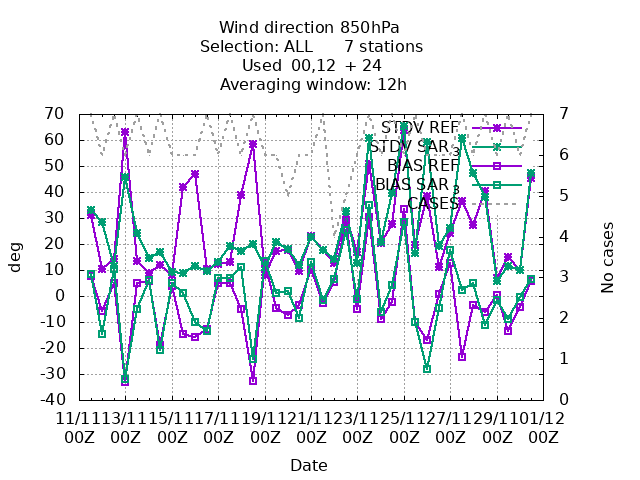 Wind direction 850hPa
Selection: ALL 7 stations
Used 00,12 + 24
Averaging window: 12h
70
60
50
40
30
20
10
0
-10
-20
-30
-40
7
6
5
4
3
2
1
0
deg
No cases
STDV REF
STDV SAR_3
BIAS REF
BIAS SAR_3
CASES
11/11 13/11 15/11 17/11 19/11 21/11 23/11 25/11 27/11 29/11 01/12
00Z 00Z 00Z 00Z 00Z 00Z 00Z 00Z 00Z 00Z 00Z
Date